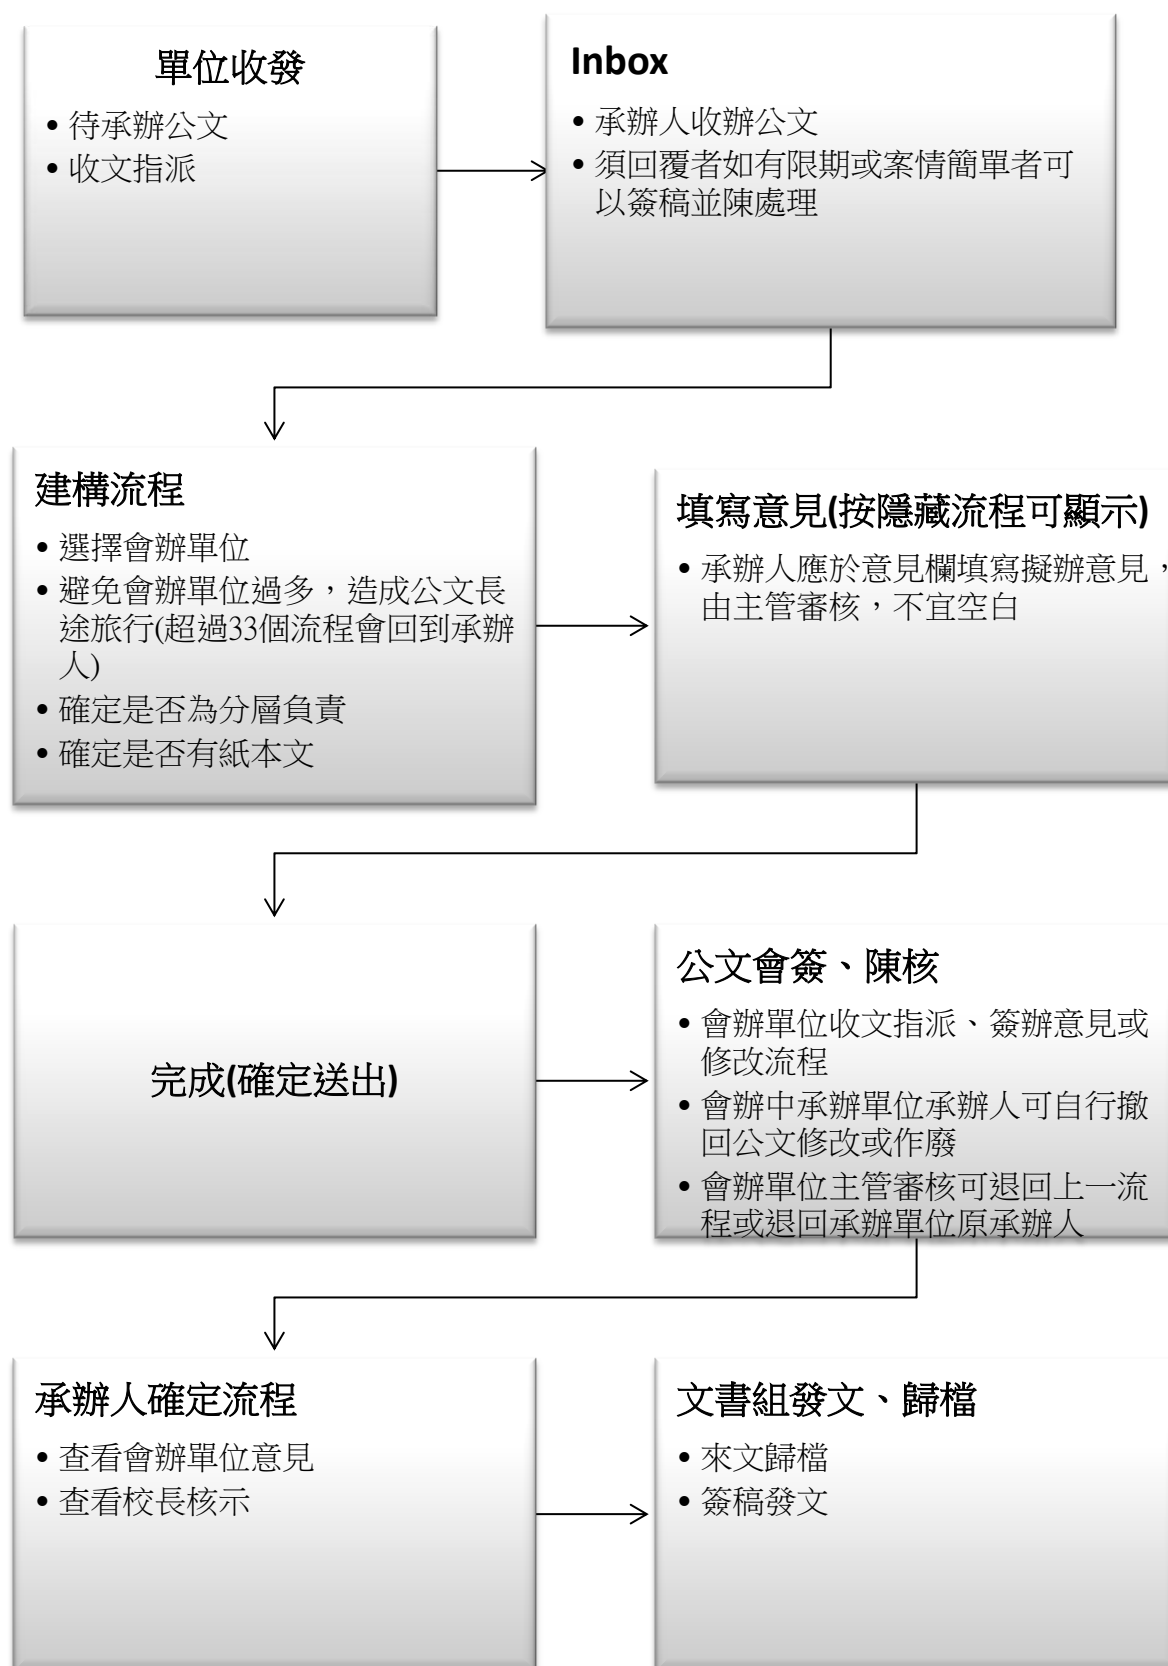 單位收發
• 待承辦公文
• 收文指派
Inbox
• 承辦人收辦公文
• 須回覆者如有限期或案情簡單者可
以簽稿並陳處理
建構流程
• 選擇會辦單位
• 避免會辦單位過多，造成公文長
途旅行(超過33個流程會回到承辦
人)
• 確定是否為分層負責
• 確定是否有紙本文
填寫意見(按隱藏流程可顯示)
• 承辦人應於意見欄填寫擬辦意見，
由主管審核，不宜空白
完成(確定送出)
公文會簽、陳核
• 會辦單位收文指派、簽辦意見或
修改流程
• 會辦中承辦單位承辦人可自行撤
回公文修改或作廢
• 會辦單位主管審核可退回上一流
程或退回承辦單位原承辦人
承辦人確定流程
• 查看會辦單位意見
• 查看校長核示
文書組發文、歸檔
• 來文歸檔
• 簽稿發文